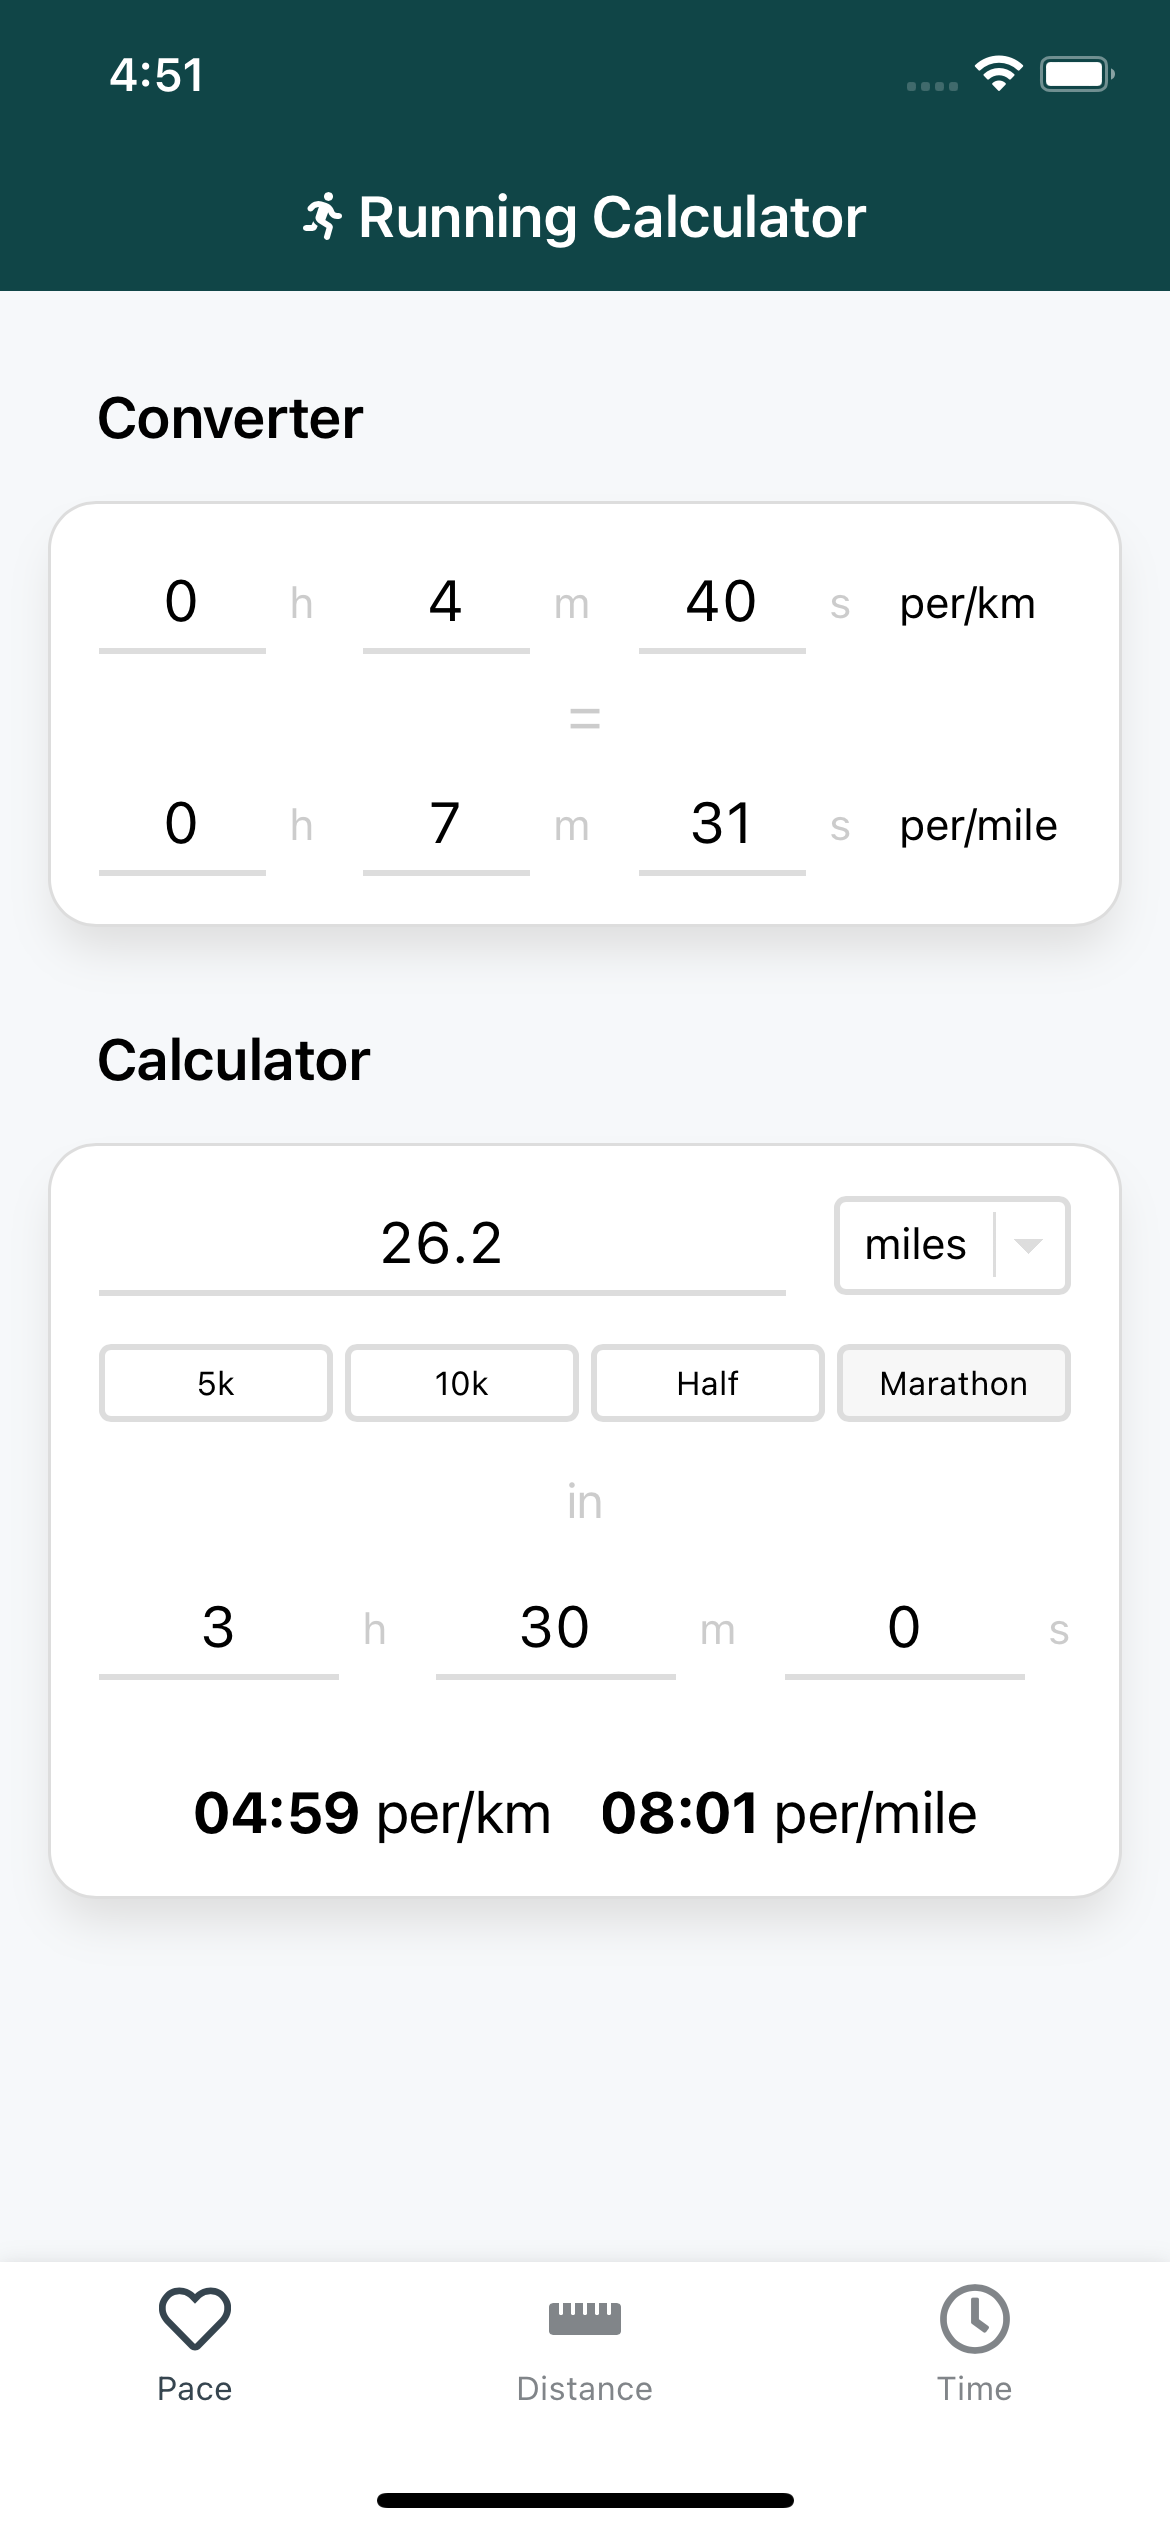 4:51
Running Calculator
Converter
0 h 4 m 40 s per/km
=
0 h 7 m 31 s per/mile
Calculator
26.2 miles
5k 10k Half Marathon
in
3 h 30 m 0 s
04:59 per/km 08:01 per/mile
Pace Distance Time